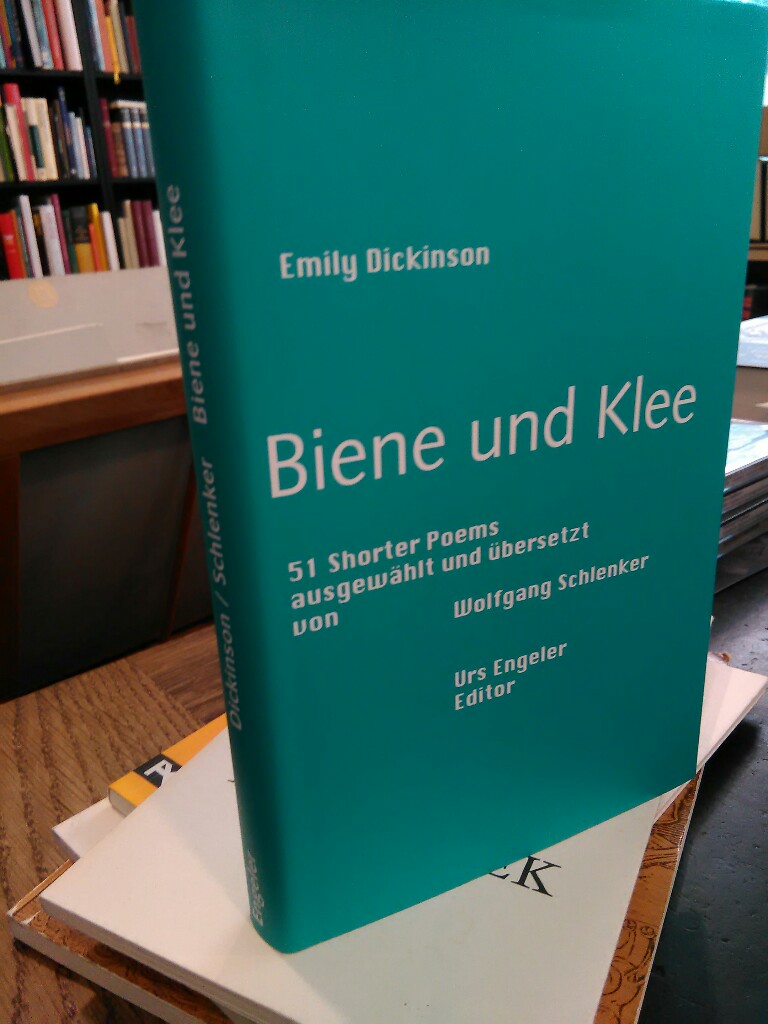 Emily Dickinson
Biene und Klee
51 Shorter Poems
ausgewählt und übersetzt
von Wolfgang Schlenker
Urs Engeler
Editor
Dickinson / Schlenker Biene und Klee
Engeler
EK
A